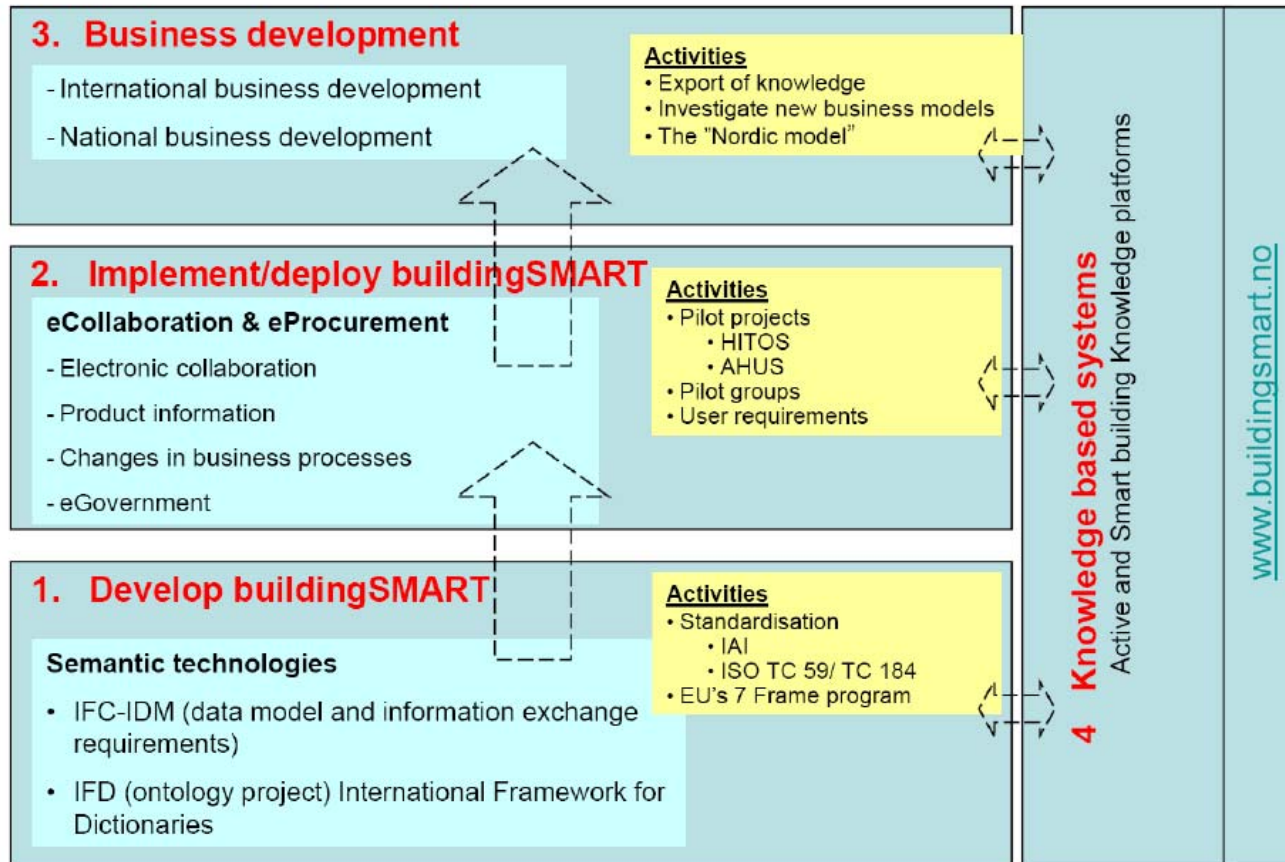 3. Business development
- International business development
- National business development
Activities
• Export of knowledge
• Investigate new business models
• The "Nordic model”
2. Implement/deploy buildingSMART
eCollaboration & eProcurement
- Electronic collaboration
- Product information
- Changes in business processes
- eGovernment
Activities
• Pilot projects
• HITOS
• AHUS
• Pilot groups
• User requirements
1. Develop buildingSMART
Semantic technologies
• IFC-IDM (data model and information exchange
requirements)
• IFD (ontology project) International Framework for
Dictionaries
Activities
• Standardisation
• IAI
• ISO TC 59/ TC 184
• EU's 7 Frame program
4 Knowledge based systems
Active and Smart building Knowledge platforms
www.buildingsmart.no